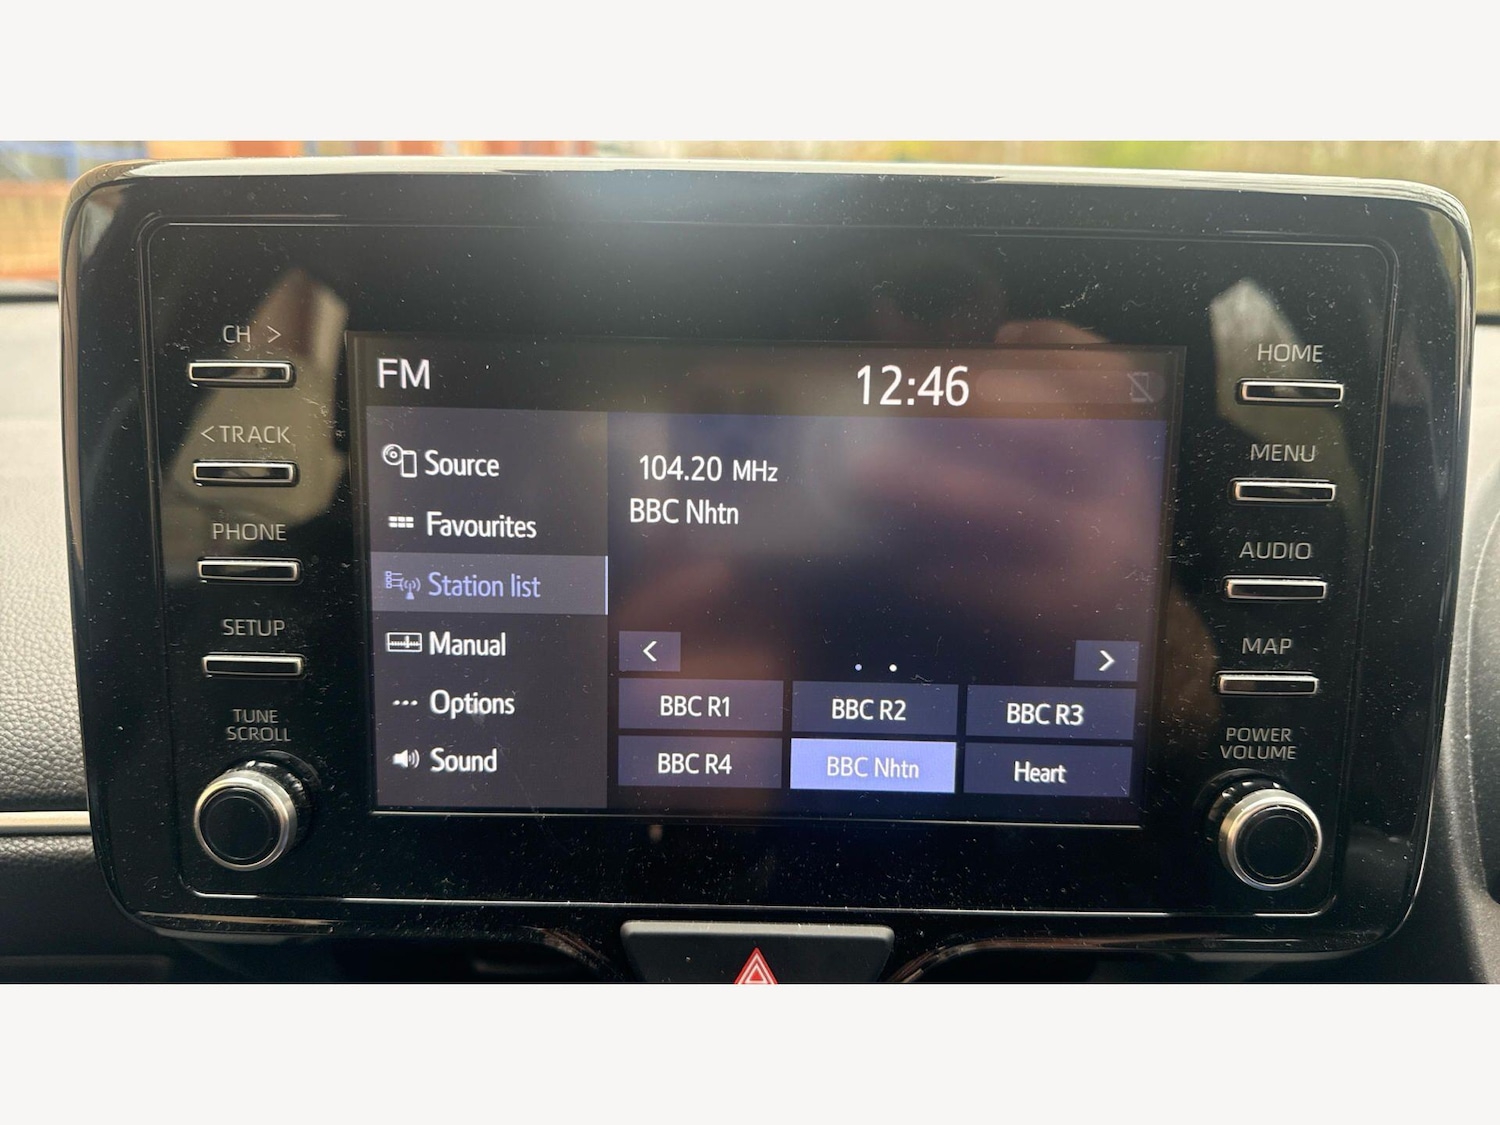 CH >
< TRACK
PHONE
SETUP
TUNE
SCROLL
FM
12:46
Source
Favourites
Station list
Manual
Options
Sound
104.20 MHz
BBC Nhtn
<
>
BBC R1
BBC R2
BBC R3
BBC R4
BBC Nhtn
Heart
HOME
MENU
AUDIO
MAP
POWER
VOLUME